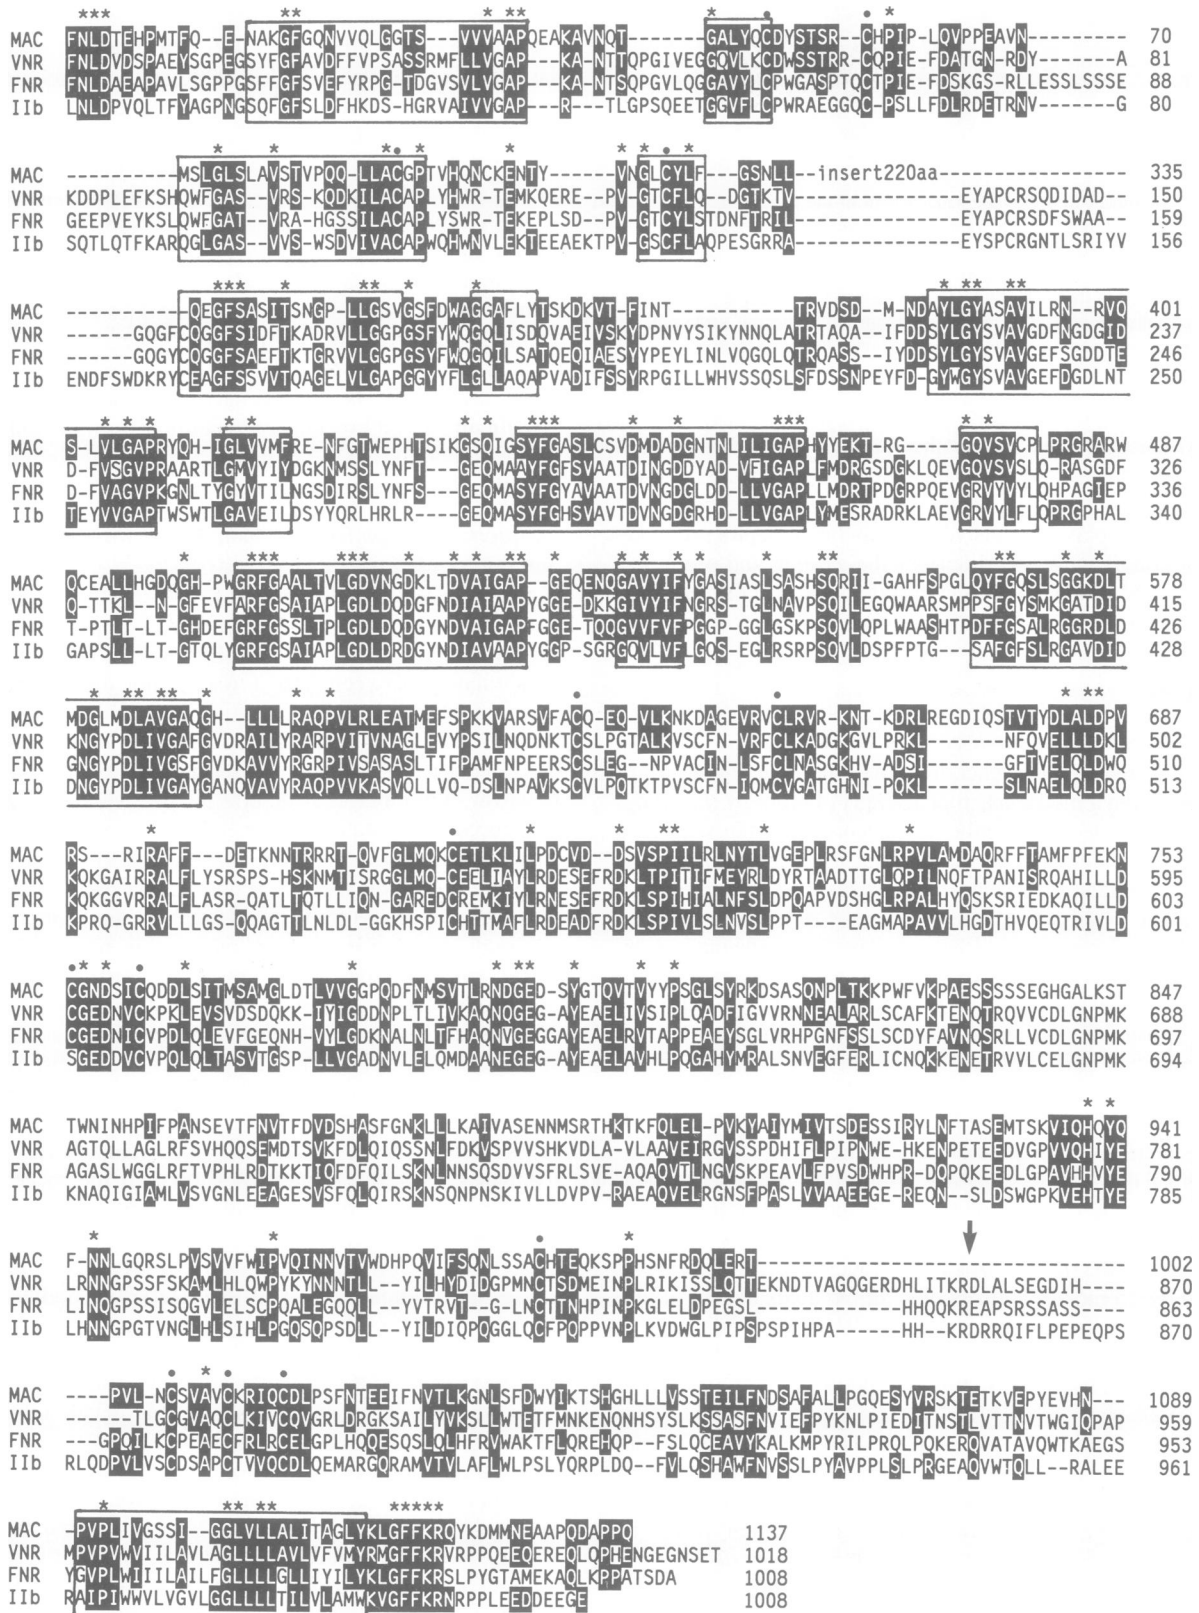 *** ** * ** * • • *
MAC FNLDTEHPMTFQ--E-NAKGFGQNVVQLGGTS----VVVAAPQEAKAVNQT-------GALYQCDYSTSR--CHPIP-LQVPPEAVN------ 70
VNR FNLDVDSPAEYSGPEGSYFGFAVDFFVPSASSRMFLLVGAP---KA-NTTQPGIVEGGQVLKCDWSSTRR-CQPIE-FDATGN-RDY------A 81
FNR FNLDAEAPAVLSGPPGSFFGFSVEFYRPG-TDGVSVLVGAP---KA-NTSQPGVLQGGAVYLCPWGASPTQCTPIE-FDSKGS-RLLESSLSSSE 88
IIb LNLDPVQLTFYAGPNGSQFGFSLDFHKDS-HGRVAIVVGAP---R---TLGPSQEETGGVFLCPWRAEGGQC-PSLLFDLRDETRNV-------G 80
* * *• * * * * • *
MAC ----------MSLGLSLAVSTVPQQ-LLACGPTVHQNCKENTY------VNGLCYLF---GSNLL--insert220aa----------------- 335
VNR KDDPLEFKSHQWFGAS--VRS-KQDKILACAPLYHWR-TEMKQERE--PV-GTCFLQ--DGTKTV---------------EYAPCRSQDIDAD-- 150
FNR GEEPVEYKSLQWFGAT--VRA-HGSSILACAPLYSWR-TEKEPLSD--PV-GTCYLSTDNFTRIL---------------EYAPCRSDFSWAA-- 159
IIb SQTLQTFKARQGLGAS--VVS-WSDVIVACAPWQHWNVLEKTEEAEKTPV-GSCFLAQPESGRRA---------------EYSPCRGNTLSRIYV 156
*** * ** * * * ** **
MAC -----------CQEGFSASITSNGP-LLGSVGSFDWAGGAFLYTSKDKVT-FINT-----------TRVDSD--M-NDAYLGYASAVILRN--RVQ 401
VNR ------GQGFCQGGFSIDFTKADRVLLGGPGSFYWQGQLISDQVAEIVSKYDPNVYSIKYNNQLATRTAQA--IFDDSYLGYSVAVGDFNGDGID 237
FNR ------GQGYCQGGFSAEFTKTGRVVLGGPGSYFWQGQILSATQEQIAESYYPEYLINLVQGQLQTRQASS--IYDDSYLGYSVAVGEFSGDDTE 246
IIb ENDFSWDKRYCEAGFSSVVTQAGELVLGAPGGYYFLGLLAQAPVADIFSSYRPGILLWHVSSQSLSFDSSNPEYFD-GYWGYSVAVGEFDGDLNT 250
* * * * * * * *** * * *** * *
MAC S--LVLGAPRYQH-IGLVVMFRE-NFGTWEPHTSIKGSQIGSYFGASLCSVDMDADGNTNLILIGAPHYYEKT-RG-----GQVSVCPLPRGRARW 487
VNR D-FVSGVPRAARTLGMVYIYDGKNMSSLYNFT---GEQMAAYFGFSVAATDINGDDYAD-VFIGAPLFMDRGSDGKLQEVGQVSVSLQ-RASGDF 326
FNR D-FVAGVPKGNLTYGYVTILNGSDIRSLYNFS---GEQMASYFGYAVAATDVNGDGLDD-LLVGAPLLMDRTPDGRPQEVGRVYVYLQHPAGIEP 336
IIb TEYVVGAPTWSWTLGAVEILDSYYQRLHRLR----GEQMASYFGHSVAVTDVNGDGRHD-LLVGAPLYMESRADRKLAEVGRVYLFLQPRGPHAL 340
* *** *** * * * ** * * * * * * ** ** * *
MAC QCEALLHGDQGH-PWGRFGAALTVLGDVNGDKLTDVAIGAP--GEQENQGAVYIFYGASIASLSASHSQRII-GAHFSPGLQYFGQSLSGGKDLT 578
VNR Q-TTKL--N-GFEVFARFGSAIAPLGDLDQDGFNDIAIAAPYGGE-DKKGIVYIFNGRS-TGLNAVPSQILEGQWAARSMPPSFGYSMKGATDID 415
FNR T-PTLT-LT-GHDEFGRFGSSLTPLGDLDQDGYNDVAIGAPFGGE-TQQGVVFVFPGGP-GGLGSKPSQVLQPLWAASHTPDFFGSALRGGRDLD 426
IIb GAPSLL-LT-GTQLYGRFGSAIAPLGDLDRDGYNDIAVAAPYGGP-SGRGQVLVFLGQS-EGLRSRPSQVLDSPFPTG---SAFGFSLRGAVDID 428
* ** ** * * * • • * **
MAC MDGLMDLAVGAQGH--LLLLRAQPVLRLEATMEFSPKKVARSVFACQ-EQ-VLKNKDAGEVRVCLRVR-KNT-KDRLREGDIQSTVTYDLALDPV 687
VNR KNGYPDLIVGAFGVDRAILYRARPVITVNAGLEVYPSILNQDNKTCSLPGTALKVSCFN-VRFCLKADGKGVLPRKL-------NFQVELLLDKL 502
FNR GNGYPDLIVGSFGVDKAVVYRGRPIVSASASLTIFPAMFNPEERSCSLEG--NPVACIN-LSFCLNASGKHV-ADSI-------GFTVELQLDWQ 510
IIb DNGYPDLIVGAYGANQVAVYRAQPVVKASVQLLVQ-DSLNPAVKSCVLPQTKTPVSCFN-IQMCVGATGHNI-PQKL-------SLNAELQLDRQ 513
* • * * ** * *
MAC RS---RIRAFF---DETKNNTRRRT-QVFGLMQKCETLKLILPDCVD--DSVSPIILRLNYTLVGEPLRSFGNLRPVLAMDAQRFFTAMFPFEKN 753
VNR KQKGAIRRALFLYSRSPS-HSKNMTISRGGLMQ-CEELIAYLRDESEFRDKLTPITIFMEYRLDYRTAADTTGLQPILNQFTPANISRQAHILLD 595
FNR KQKGGVRRALFLASR-QATLTQTLLIQN-GAREDCREMKIYLRNESEFRDKLSPIHIALNFSLDPQAPVDSHGLRPALHYQSKSRIEDKAQILLD 603
IIb KPRQ-GRRVLLLGS-QQAGTTLNLDL-GGKHSPICHTTMAFLRDEADFRDKLSPIVLSLNVSLPPT----EAGMAPAVVLHGDTHVQEQTRIVLD 601
•* * • * * * ** * * *
MAC CGNDSICQDDLSITMSAMGLDTLVVGGPQDFNMSVTLRNDGED-SYGTQVTVYYPSGLSYRKDSASQNPLTKKPWFVKPAESSSSSEGHGALKST 847
VNR CGEDNVCKPKLEVSVDSDQKK-IYIGDDNPLTLIVKAQNQGEG-AYEAELIVSIPLQADFIGVVRNNEALARLSCAFKTENQTRQVVCDLGNPMK 688
FNR CGEDNICVPDLQLEVFGEQNH-VYLGDKNALNLTFHAQNVGEGGAYEAELRVTAPPEAEYSGLVRHPGNFSSLSCDYFAVNQSRLLVCDLGNPMK 697
IIb SGEDDVCVPQLQLTASVTGSP-LLVGADNVLELQMDAANEGEG-AYEAELAVHLPQGAHYMRALSNVEGFERLICNQKKENETRVVLCELGNPMK 694
* *
MAC TWNINHPIFPANSEVTFNVTFDVDSHASFGNKLLLKAIVASENNMSRTHKTKFQLEL-PVKYAIYMIVTSDESSIRYLNFTASEMTSKVIQHQYQ 941
VNR AGTQLLAGLRFSVHQQSEMDTSVKFDLQIQSSNLFDKVSPVVSHKVDLA-VLAAVEIRGVSSPDHIFLPIPNWE-HKENPETEEDVGPVVQHIYE 781
FNR AGASLWGGLRFTVPHLRDTKKTIQFDFQILSKNLNNSQSDVVSFRLSVE-AQAQVTLNGVSKPEAVLFPVSDWHPR-DQPQKEEDLGPAVHHVYE 790
IIb KNAQIGIAMLVSVGNLEEAGESVSFQLQIRSKNSQNPNSKIVLLDVPV-RAEAQVELRGNSFPASLVVAAEEGE-REQN--SLDSWGPKVEHTYE 785
* * • *
MAC F-NNLGQRSLPVSVVFWIPVQINNVTVWDHPQVIFSQNLSSACHTEQKSPPHSNFRDQLERT--------------------------------- 1002
VNR LRNNGPSSFSKAMLHLQWPYKYNNNTLL--YILHYDIDGPMNCTSDMEINPLRIKISSLQTTEKNDTVAGQGERDHLITKRDLALSEGDIH---- 870
FNR LINQGPSSISQGVLELSCPQALEGQQLL--YVTRVT--G-LNCTTNHPINPKGLELDPEGSL-------------HHQQKREAPSRSSASS---- 863
IIb LHNNGPGTVNGLHLSIHLPGQSQPSDLL--YILDIQPQGGLQCFPQPPVNPLKVDWGLPIPSPSPIHPA-------HH--KRDRRQIFLPEPEQPS 870
• * • •
MAC ----PVL-NCSVAVCKRIQCDLPSFNTEEIFNVTLKGNLSFDWYIKTSHGHLLLVSSTEILFNDSAFALLPGQESYVRSKTETKVEPYEVHN--- 1089
VNR ------TLGCGVAQCLKIVCQVGRLDRGKSAILYVKSLLWTETFMNKENQNHSYSLKSSASFNVIEFPYKNLPIEDITNSTLVTTNVTWGIQPAP 959
FNR ---GPQILKCPEAECFRLRCELGPLHQQESQSLQLHFRVWAKTFLQREHQP--FSLQCEAVYKALKMPYRILPRQLPQKERQVATAVQWTKAEGS 953
IIb RLQDPVLVSCDSAPCTVVQCDLQEMARGQRAMVTVLAFLWLPSLYQRPLDQ--FVLQSHAWFNVSSLPYAVPPLSLPRGEAQVWTQLL--RALEE 961
* ** ** *****
MAC -PVPLIVGSSI--GGLVLLALITAGLYKLGFFKRQYKDMMNEAAPQDAPPQ 1137
VNR MPVPVWVIILAVLAGLLLLAVLVFVMYRMGFFKRVRPPQEEQEREQLQPHENGEGNSET 1018
FNR YGVPLWIIILAILFGLLLLGLLIYILYKLGFFKRSLPYGTAMEKAQLKPPATSDA 1008
IIb RAIPIWWVLVGVLGGLLLLTILVLAMWKVGFFKRNRPPLEEDDEEGE 1008